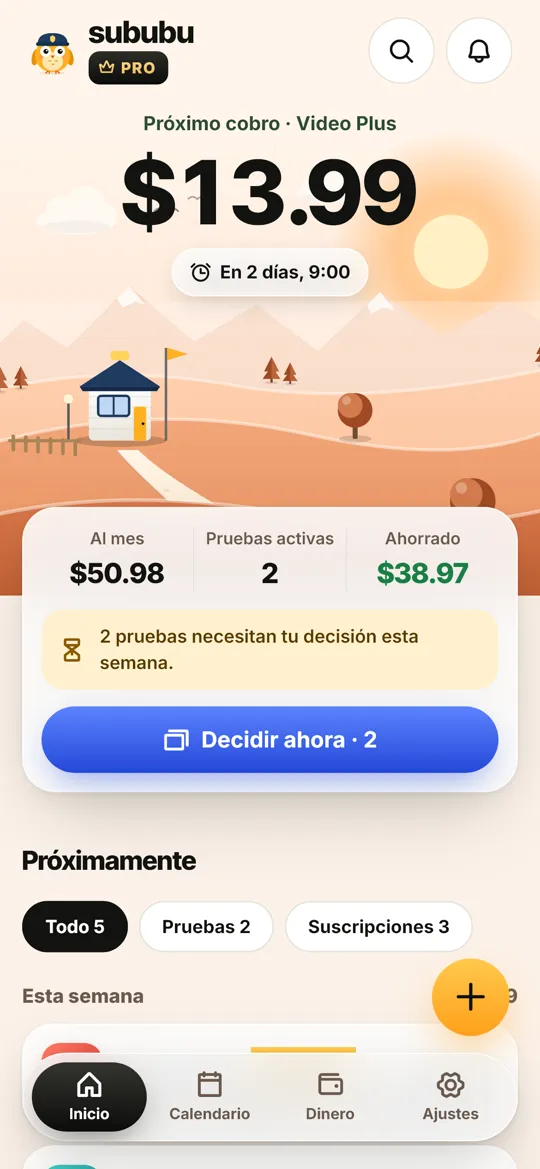 sububu
PRO
Próximo cobro · Video Plus
$13.99
En 2 días, 9:00
Al mes
Pruebas activas
Ahorrado
$50.98
2
$38.97
2 pruebas necesitan tu decisión esta
semana.
Decidir ahora · 2
Próximamente
Todo 5
Pruebas 2
Suscripciones 3
Esta semana
Inicio
Calendario
Dinero
Ajustes